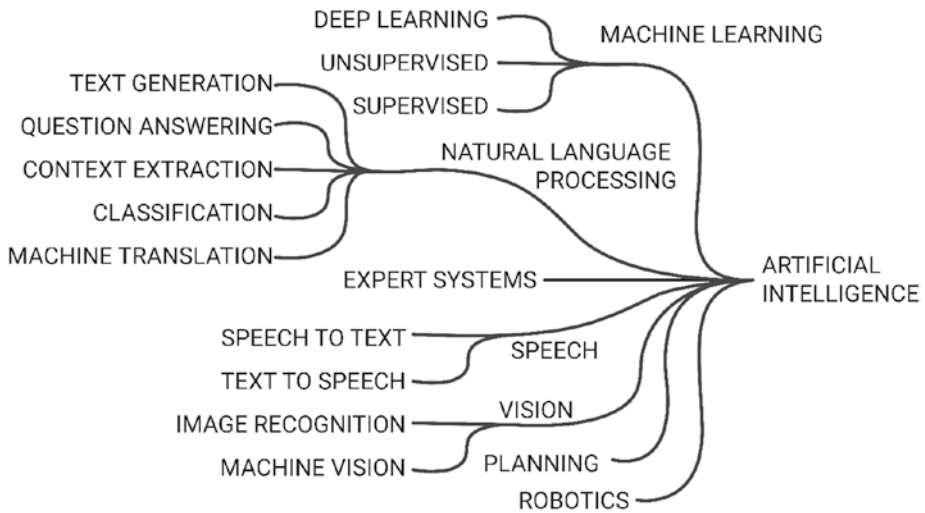 DEEP LEARNING
MACHINE LEARNING
UNSUPERVISED
SUPERVISED
TEXT GENERATION
QUESTION ANSWERING
CONTEXT EXTRACTION
CLASSIFICATION
MACHINE TRANSLATION
NATURAL LANGUAGE
PROCESSING
EXPERT SYSTEMS
ARTIFICIAL
INTELLIGENCE
SPEECH TO TEXT
SPEECH
TEXT TO SPEECH
VISION
IMAGE RECOGNITION
MACHINE VISION
PLANNING
ROBOTICS